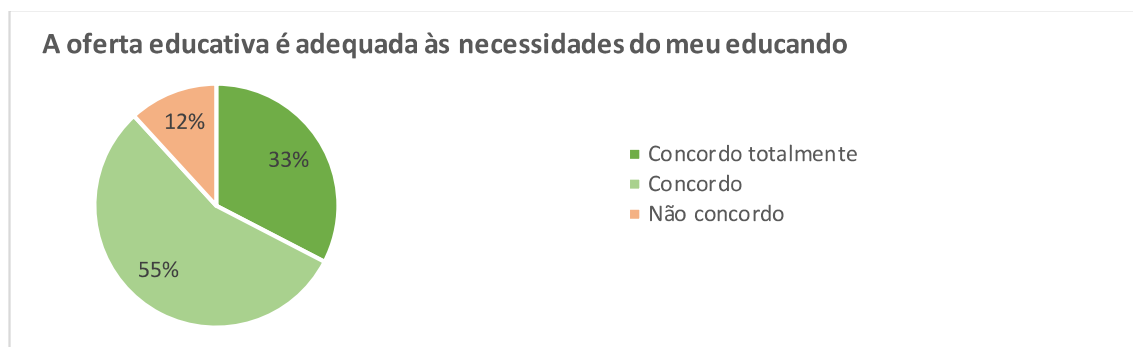 A oferta educativa é adequada às necessidades do meu educando
12%
33%
55%
Concordo totalmente
Concordo
Não concordo